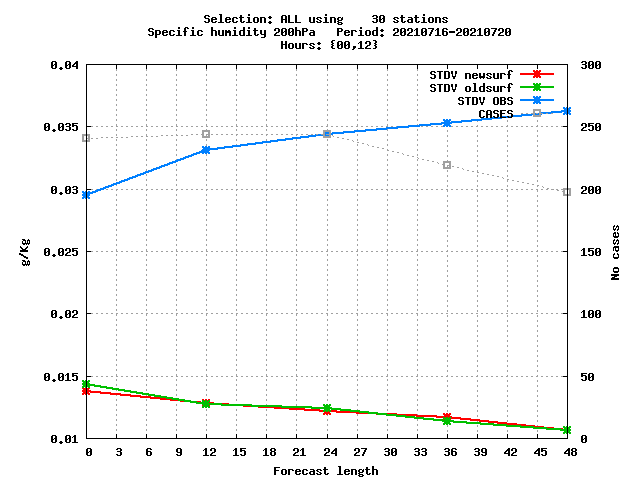 Selection: ALL using    30 stations
Specific humidity 200hPa   Period: 20210716-20210720
Hours: {00,12}
0.04
0.035
0.03
0.025
0.02
0.015
0.01
g/Kg
STDV newsurf
STDV oldsurf
STDV OBS
CASES
300
250
200
150
100
50
0
No cases
0 3 6 9 12 15 18 21 24 27 30 33 36 39 42 45 48
Forecast length